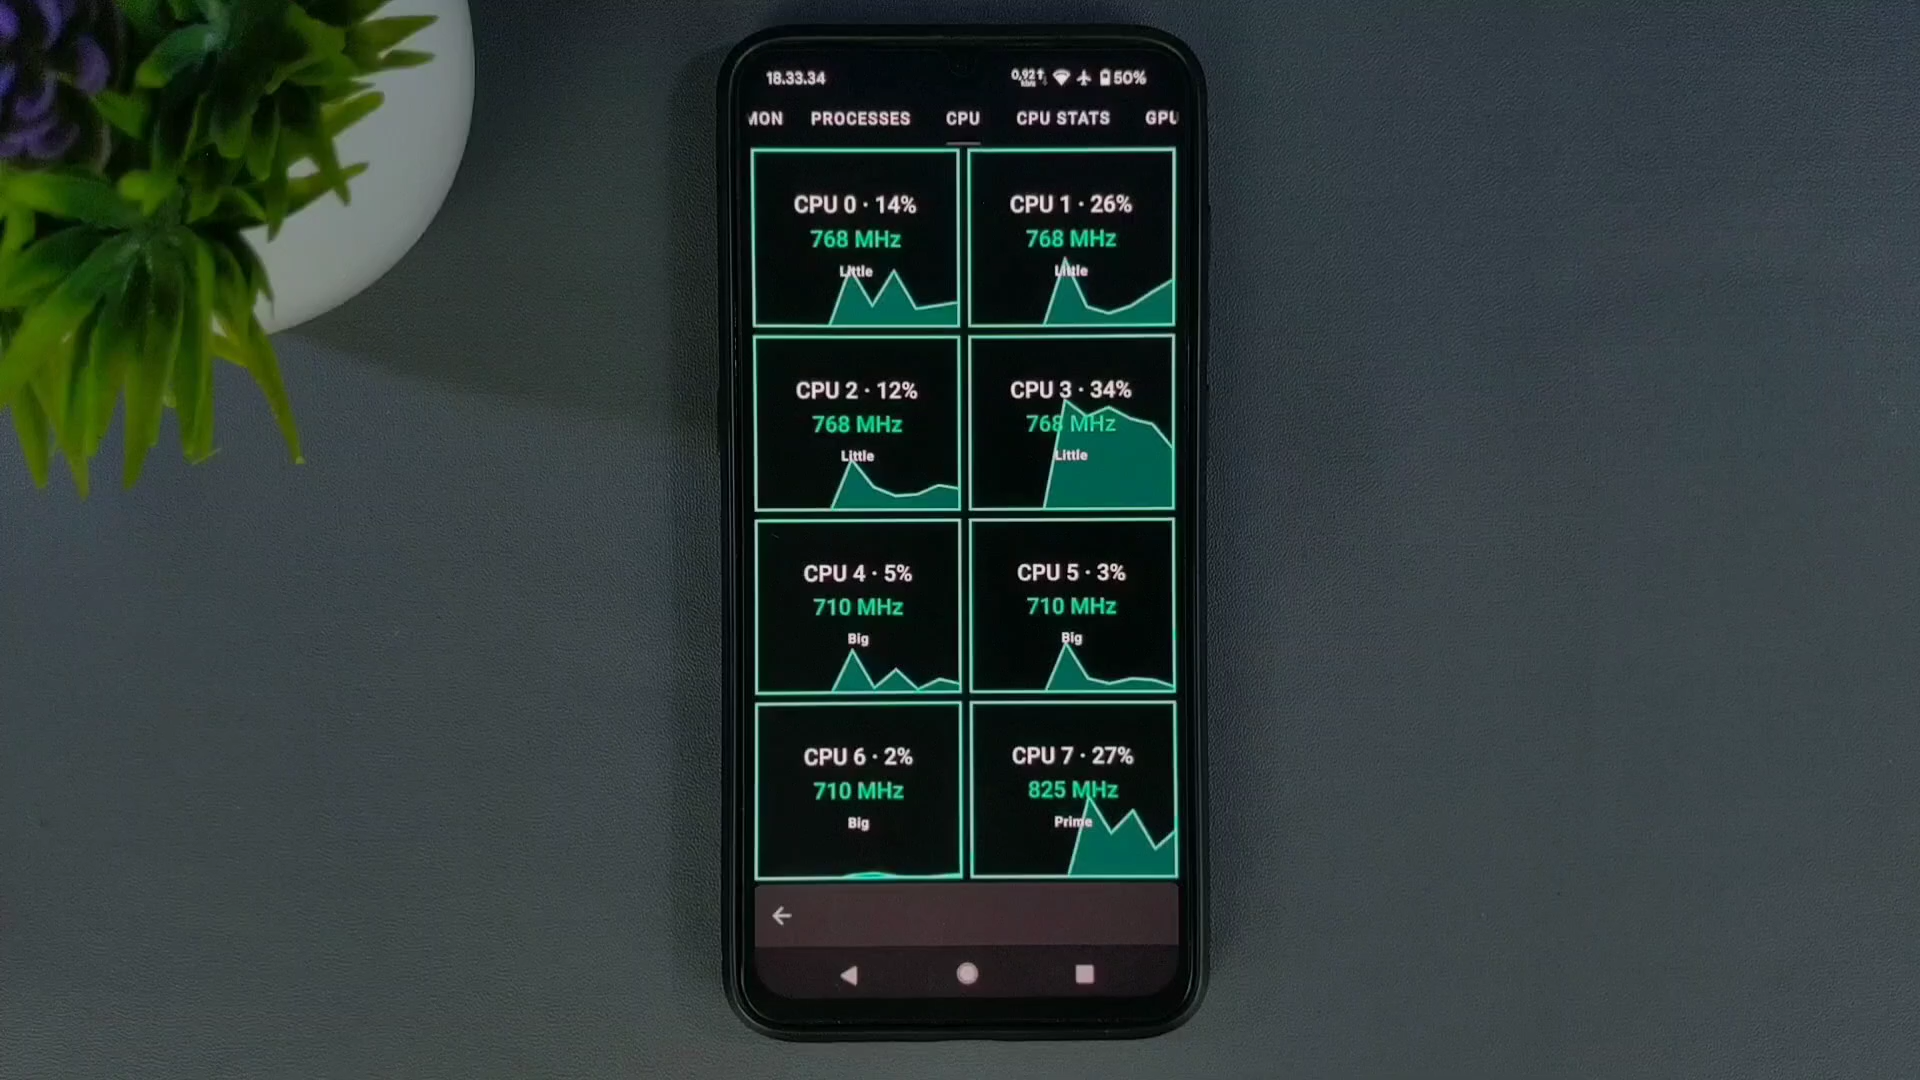 18.33.34 0,92 50%
MON PROCESSES CPU CPU STATS GPU
CPU 0 · 14%
768 MHz
Little
CPU 1 · 26%
768 MHz
Little
CPU 2 · 12%
768 MHz
Little
CPU 3 · 34%
768 MHz
Little
CPU 4 · 5%
710 MHz
Big
CPU 5 · 3%
710 MHz
Big
CPU 6 · 2%
710 MHz
Big
CPU 7 · 27%
825 MHz
Prime